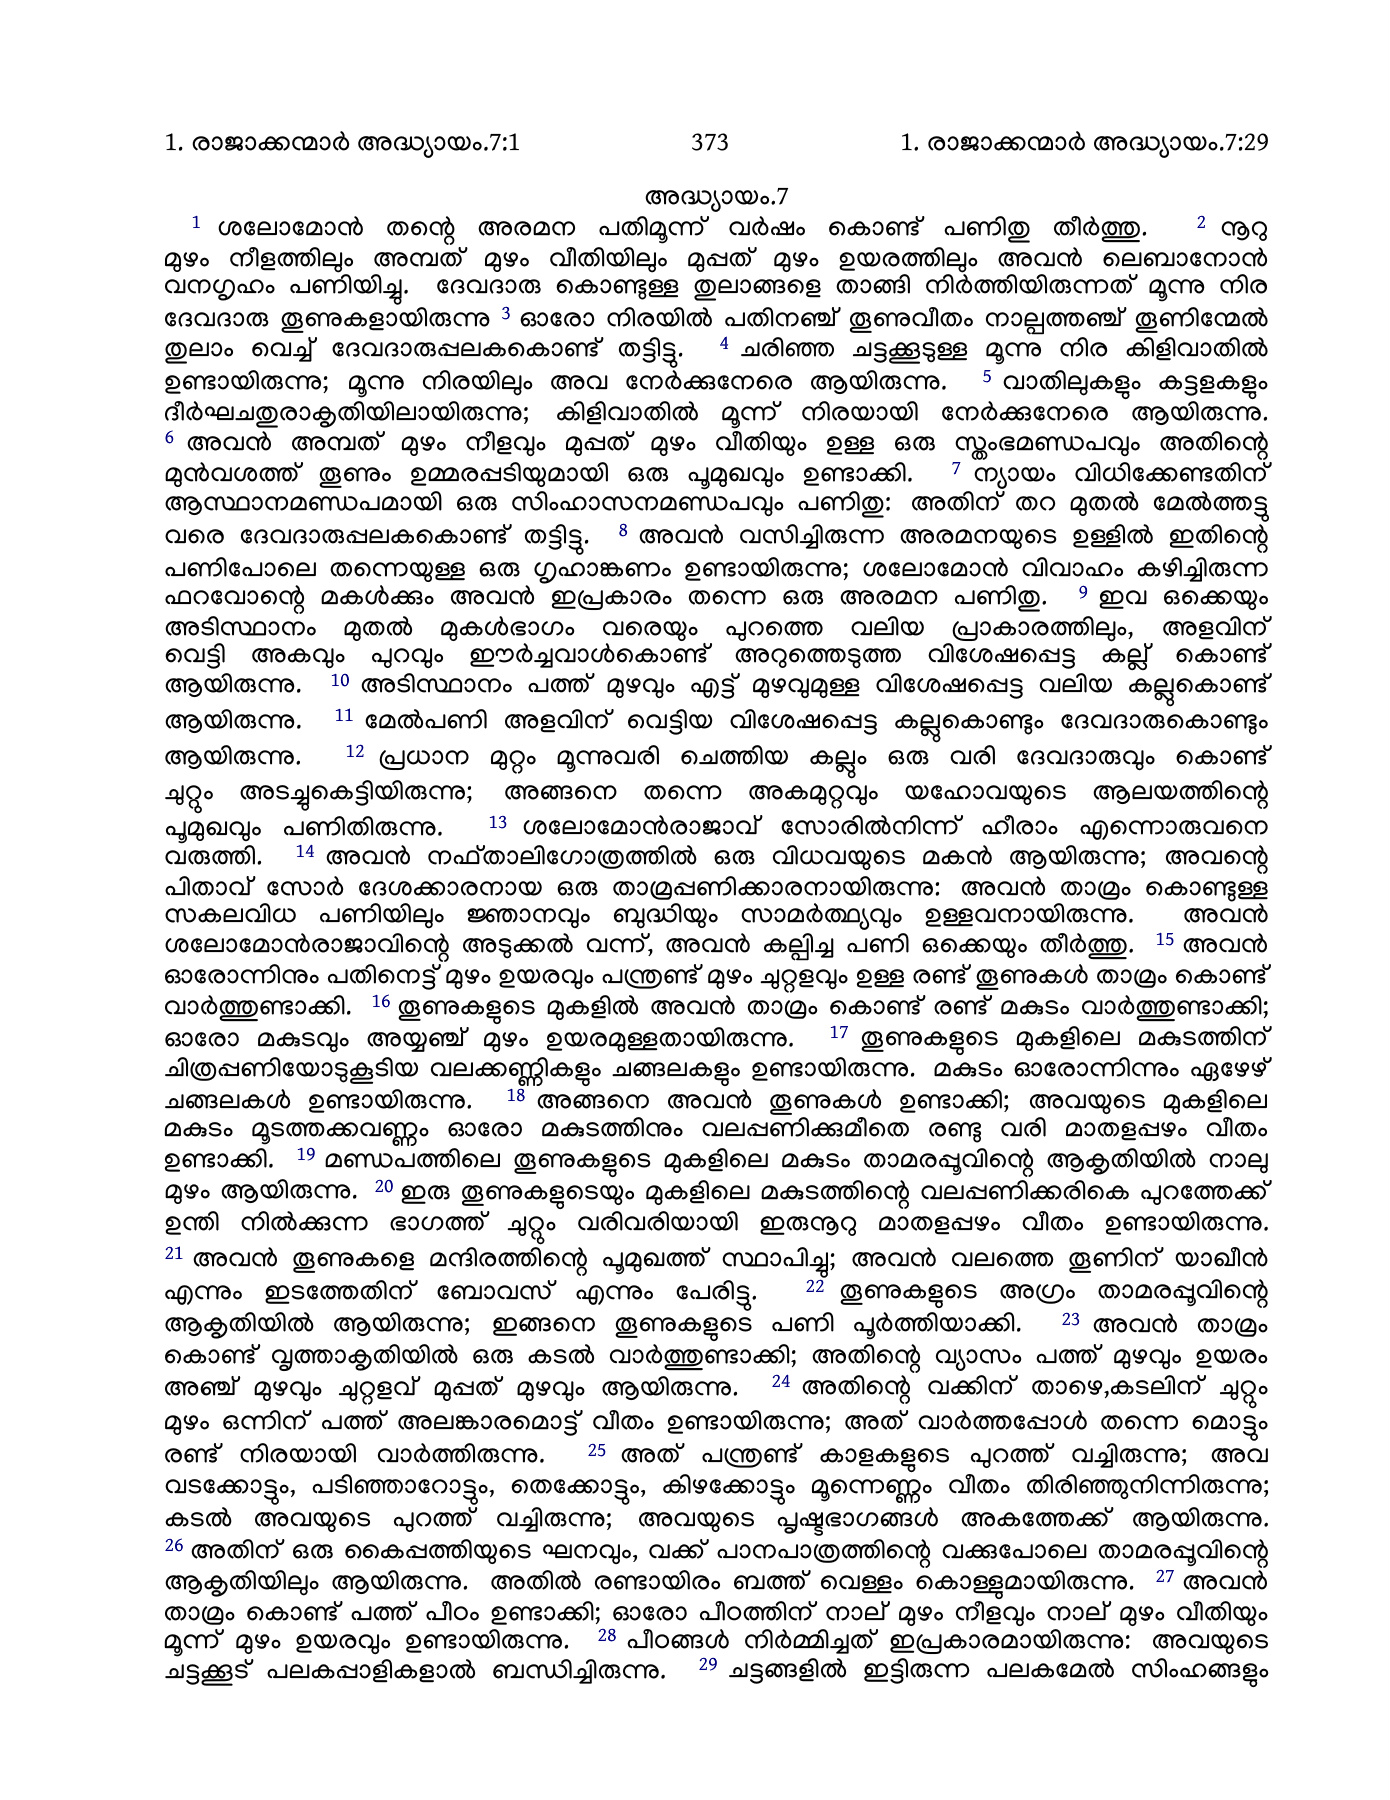 1. രാജാക്കന്മാർ അദ്ധ്യായം.7:1 373 1. രാജാക്കന്മാർ അദ്ധ്യായം.7:29
അദ്ധ്യായം.7
1 ശലോമോൻ തന്റെ അരമന പതിമൂന്ന് വർഷം കൊണ്ട് പണിതു തീർത്തു. 2 നൂറു
മുഴം നീളത്തിലും അമ്പത് മുഴം വീതിയിലും മുപ്പത് മുഴം ഉയരത്തിലും അവൻ ലെബാനോൻ
വനഗൃഹം പണിയിച്ചു. ദേവദാരു കൊണ്ടുള്ള തുലാങ്ങളെ താങ്ങി നിർത്തിയിരുന്നത് മൂന്നു നിര
ദേവദാരു തൂണുകളായിരുന്നു 3 ഓരോ നിരയിൽ പതിനഞ്ച് തൂണുവീതം നാല്പത്തഞ്ച് തൂണിന്മേൽ
തുലാം വെച്ച് ദേവദാരുപ്പലകകൊണ്ട് തട്ടിട്ടു. 4 ചരിഞ്ഞ ചട്ടക്കൂടുള്ള മൂന്നു നിര കിളിവാതിൽ
ഉണ്ടായിരുന്നു; മൂന്നു നിരയിലും അവ നേർക്കുനേരെ ആയിരുന്നു. 5 വാതിലുകളും കട്ടളകളും
ദീർഘചതുരാകൃതിയിലായിരുന്നു; കിളിവാതിൽ മൂന്ന് നിരയായി നേർക്കുനേരെ ആയിരുന്നു.
6 അവൻ അമ്പത് മുഴം നീളവും മുപ്പത് മുഴം വീതിയും ഉള്ള ഒരു സ്തംഭമണ്ഡപവും അതിന്റെ
മുൻവശത്ത് തൂണും ഉമ്മരപ്പടിയുമായി ഒരു പൂമുഖവും ഉണ്ടാക്കി. 7 ന്യായം വിധിക്കേണ്ടതിന്
ആസ്ഥാനമണ്ഡപമായി ഒരു സിംഹാസനമണ്ഡപവും പണിതു: അതിന് തറ മുതൽ മേൽത്തട്ടു
വരെ ദേവദാരുപ്പലകകൊണ്ട് തട്ടിട്ടു. 8 അവൻ വസിച്ചിരുന്ന അരമനയുടെ ഉള്ളിൽ ഇതിന്റെ
പണിപോലെ തന്നെയുള്ള ഒരു ഗൃഹാങ്കണം ഉണ്ടായിരുന്നു; ശലോമോൻ വിവാഹം കഴിച്ചിരുന്ന
ഫറവോന്റെ മകൾക്കും അവൻ ഇപ്രകാരം തന്നെ ഒരു അരമന പണിതു. 9 ഇവ ഒക്കെയും
അടിസ്ഥാനം മുതൽ മുകൾഭാഗം വരെയും പുറത്തെ വലിയ പ്രാകാരത്തിലും, അളവിന്
വെട്ടി അകവും പുറവും ഈർച്ചവാൾകൊണ്ട് അറുത്തെടുത്ത വിശേഷപ്പെട്ട കല്ല് കൊണ്ട്
ആയിരുന്നു. 10 അടിസ്ഥാനം പത്ത് മുഴവും എട്ട് മുഴവുമുള്ള വിശേഷപ്പെട്ട വലിയ കല്ലുകൊണ്ട്
ആയിരുന്നു. 11 മേൽപണി അളവിന് വെട്ടിയ വിശേഷപ്പെട്ട കല്ലുകൊണ്ടും ദേവദാരുകൊണ്ടും
ആയിരുന്നു. 12 പ്രധാന മുറ്റം മൂന്നുവരി ചെത്തിയ കല്ലും ഒരു വരി ദേവദാരുവും കൊണ്ട്
ചുറ്റും അടച്ചുകെട്ടിയിരുന്നു; അങ്ങനെ തന്നെ അകമുറ്റവും യഹോവയുടെ ആലയത്തിന്റെ
പൂമുഖവും പണിതിരുന്നു. 13 ശലോമോൻരാജാവ് സോരിൽനിന്ന് ഹീരാം എന്നൊരുവനെ
വരുത്തി. 14 അവൻ നഫ്താലിഗോത്രത്തിൽ ഒരു വിധവയുടെ മകൻ ആയിരുന്നു; അവന്റെ
പിതാവ് സോർ ദേശക്കാരനായ ഒരു താമ്രപ്പണിക്കാരനായിരുന്നു: അവൻ താമ്രം കൊണ്ടുള്ള
സകലവിധ പണിയിലും ജ്ഞാനവും ബുദ്ധിയും സാമർത്ഥ്യവും ഉള്ളവനായിരുന്നു. അവൻ
ശലോമോൻരാജാവിന്റെ അടുക്കൽ വന്ന്, അവൻ കല്പിച്ച പണി ഒക്കെയും തീർത്തു. 15 അവൻ
ഓരോന്നിനും പതിനെട്ട് മുഴം ഉയരവും പന്ത്രണ്ട് മുഴം ചുറ്റളവും ഉള്ള രണ്ട് തൂണുകൾ താമ്രം കൊണ്ട്
വാർത്തുണ്ടാക്കി. 16 തൂണുകളുടെ മുകളിൽ അവൻ താമ്രം കൊണ്ട് രണ്ട് മകുടം വാർത്തുണ്ടാക്കി;
ഓരോ മകുടവും അയ്യഞ്ച് മുഴം ഉയരമുള്ളതായിരുന്നു. 17 തൂണുകളുടെ മുകളിലെ മകുടത്തിന്
ചിത്രപ്പണിയോടുകൂടിയ വലക്കണ്ണികളും ചങ്ങലകളും ഉണ്ടായിരുന്നു. മകുടം ഓരോന്നിന്നും ഏഴേഴ്
ചങ്ങലകൾ ഉണ്ടായിരുന്നു. 18 അങ്ങനെ അവൻ തൂണുകൾ ഉണ്ടാക്കി; അവയുടെ മുകളിലെ
മകുടം മൂടത്തക്കവണ്ണം ഓരോ മകുടത്തിനും വലപ്പണിക്കുമീതെ രണ്ടു വരി മാതളപ്പഴം വീതം
ഉണ്ടാക്കി. 19 മണ്ഡപത്തിലെ തൂണുകളുടെ മുകളിലെ മകുടം താമരപ്പൂവിന്റെ ആകൃതിയിൽ നാലു
മുഴം ആയിരുന്നു. 20 ഇരു തൂണുകളുടെയും മുകളിലെ മകുടത്തിന്റെ വലപ്പണിക്കരികെ പുറത്തേക്ക്
ഉന്തി നിൽക്കുന്ന ഭാഗത്ത് ചുറ്റും വരിവരിയായി ഇരുനൂറു മാതളപ്പഴം വീതം ഉണ്ടായിരുന്നു.
21 അവൻ തൂണുകളെ മന്ദിരത്തിന്റെ പൂമുഖത്ത് സ്ഥാപിച്ചു; അവൻ വലത്തെ തൂണിന് യാഖീൻ
എന്നും ഇടത്തേതിന് ബോവസ് എന്നും പേരിട്ടു. 22 തൂണുകളുടെ അഗ്രം താമരപ്പൂവിന്റെ
ആകൃതിയിൽ ആയിരുന്നു; ഇങ്ങനെ തൂണുകളുടെ പണി പൂർത്തിയാക്കി. 23 അവൻ താമ്രം
കൊണ്ട് വൃത്താകൃതിയിൽ ഒരു കടൽ വാർത്തുണ്ടാക്കി; അതിന്റെ വ്യാസം പത്ത് മുഴവും ഉയരം
അഞ്ച് മുഴവും ചുറ്റളവ് മുപ്പത് മുഴവും ആയിരുന്നു. 24 അതിന്റെ വക്കിന് താഴെ,കടലിന് ചുറ്റും
മുഴം ഒന്നിന് പത്ത് അലങ്കാരമൊട്ട് വീതം ഉണ്ടായിരുന്നു; അത് വാർത്തപ്പോൾ തന്നെ മൊട്ടും
രണ്ട് നിരയായി വാർത്തിരുന്നു. 25 അത് പന്ത്രണ്ട് കാളകളുടെ പുറത്ത് വച്ചിരുന്നു; അവ
വടക്കോട്ടും, പടിഞ്ഞാറോട്ടും, തെക്കോട്ടും, കിഴക്കോട്ടും മൂന്നെണ്ണം വീതം തിരിഞ്ഞുനിന്നിരുന്നു;
കടൽ അവയുടെ പുറത്ത് വച്ചിരുന്നു; അവയുടെ പൃഷ്ടഭാഗങ്ങൾ അകത്തേക്ക് ആയിരുന്നു.
26 അതിന് ഒരു കൈപ്പത്തിയുടെ ഘനവും, വക്ക് പാനപാത്രത്തിന്റെ വക്കുപോലെ താമരപ്പൂവിന്റെ
ആകൃതിയിലും ആയിരുന്നു. അതിൽ രണ്ടായിരം ബത്ത് വെള്ളം കൊള്ളുമായിരുന്നു. 27 അവൻ
താമ്രം കൊണ്ട് പത്ത് പീഠം ഉണ്ടാക്കി; ഓരോ പീഠത്തിന് നാല് മുഴം നീളവും നാല് മുഴം വീതിയും
മൂന്ന് മുഴം ഉയരവും ഉണ്ടായിരുന്നു. 28 പീഠങ്ങൾ നിർമ്മിച്ചത് ഇപ്രകാരമായിരുന്നു: അവയുടെ
ചട്ടക്കൂട് പലകപ്പാളികളാൽ ബന്ധിച്ചിരുന്നു. 29 ചട്ടങ്ങളിൽ ഇട്ടിരുന്ന പലകമേൽ സിംഹങ്ങളും